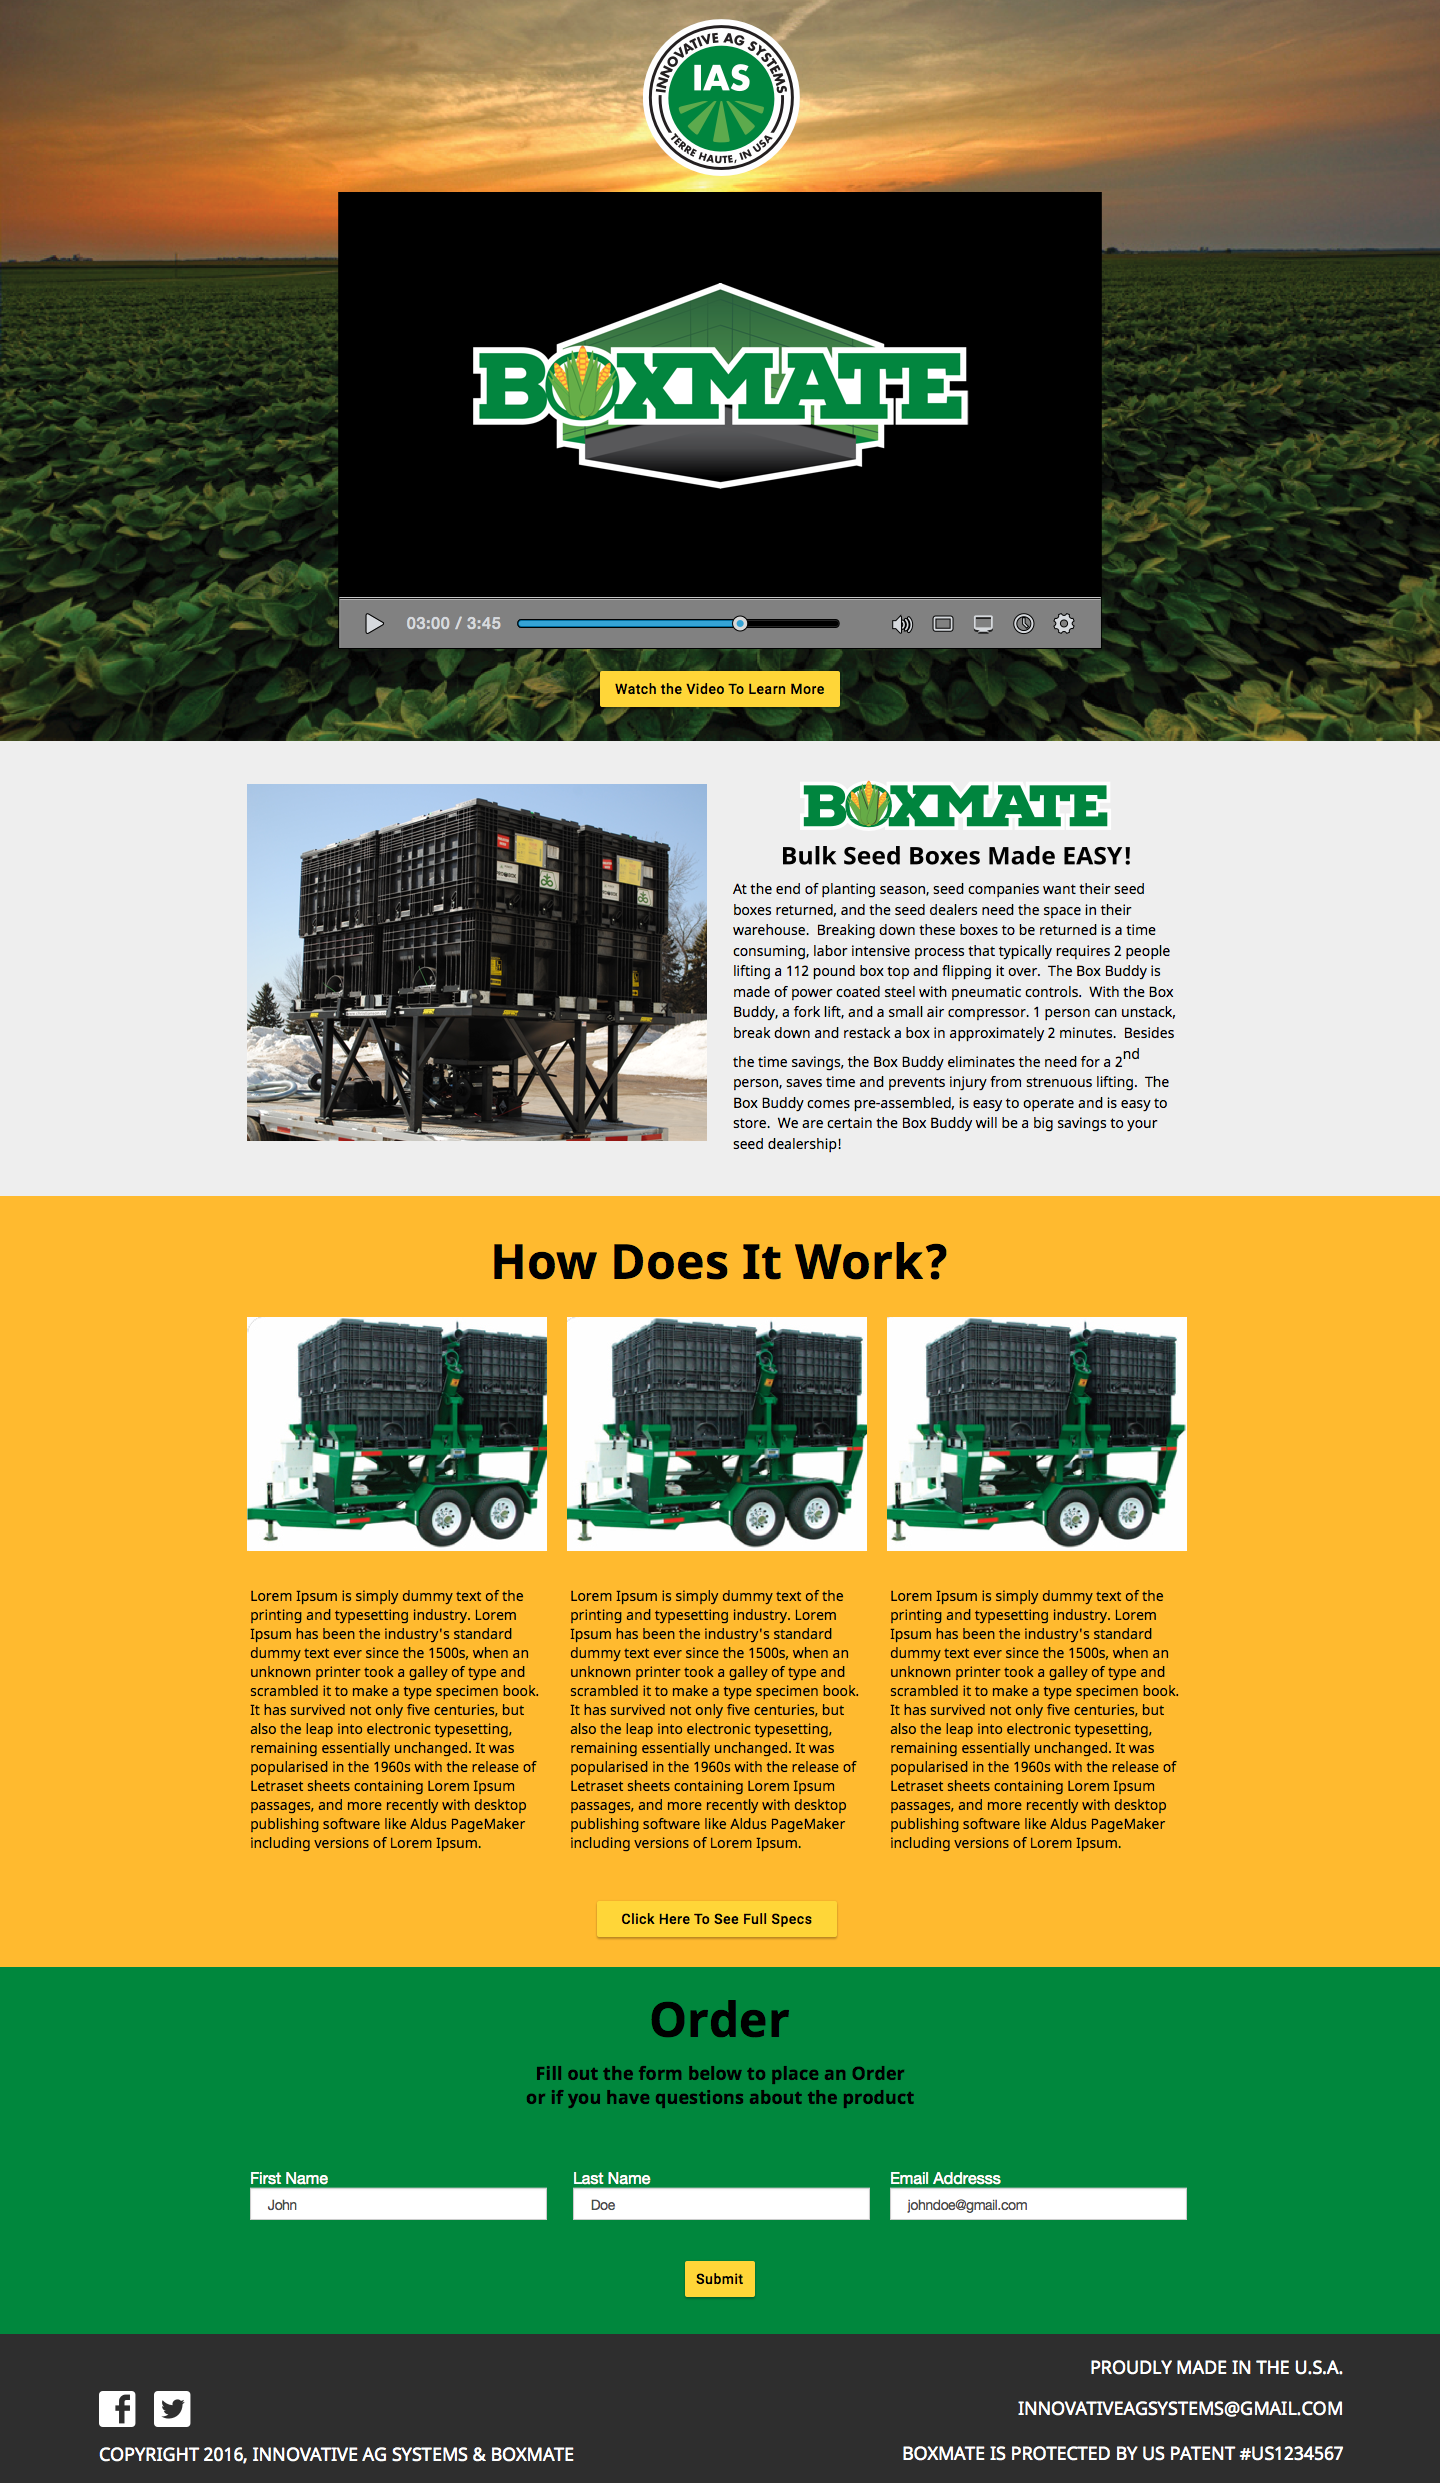 INNOVATIVE AG SYSTEMS
IAS
TERRE HAUTE, IN USA
BOXMATE
03:00 / 3:45
Watch the Video To Learn More
BOXMATE
Bulk Seed Boxes Made EASY!
At the end of planting season, seed companies want their seed
boxes returned, and the seed dealers need the space in their
warehouse.  Breaking down these boxes to be returned is a time
consuming, labor intensive process that typically requires 2 people
lifting a 112 pound box top and flipping it over.  The Box Buddy is
made of power coated steel with pneumatic controls.  With the Box
Buddy, a fork lift, and a small air compressor. 1 person can unstack,
break down and restack a box in approximately 2 minutes.  Besides
the time savings, the Box Buddy eliminates the need for a 2nd
person, saves time and prevents injury from strenuous lifting.  The
Box Buddy comes pre-assembled, is easy to operate and is easy to
store.  We are certain the Box Buddy will be a big savings to your
seed dealership!
How Does It Work?
Lorem Ipsum is simply dummy text of the
printing and typesetting industry. Lorem
Ipsum has been the industry's standard
dummy text ever since the 1500s, when an
unknown printer took a galley of type and
scrambled it to make a type specimen book.
It has survived not only five centuries, but
also the leap into electronic typesetting,
remaining essentially unchanged. It was
popularised in the 1960s with the release of
Letraset sheets containing Lorem Ipsum
passages, and more recently with desktop
publishing software like Aldus PageMaker
including versions of Lorem Ipsum.
Lorem Ipsum is simply dummy text of the
printing and typesetting industry. Lorem
Ipsum has been the industry's standard
dummy text ever since the 1500s, when an
unknown printer took a galley of type and
scrambled it to make a type specimen book.
It has survived not only five centuries, but
also the leap into electronic typesetting,
remaining essentially unchanged. It was
popularised in the 1960s with the release of
Letraset sheets containing Lorem Ipsum
passages, and more recently with desktop
publishing software like Aldus PageMaker
including versions of Lorem Ipsum.
Lorem Ipsum is simply dummy text of the
printing and typesetting industry. Lorem
Ipsum has been the industry's standard
dummy text ever since the 1500s, when an
unknown printer took a galley of type and
scrambled it to make a type specimen book.
It has survived not only five centuries, but
also the leap into electronic typesetting,
remaining essentially unchanged. It was
popularised in the 1960s with the release of
Letraset sheets containing Lorem Ipsum
passages, and more recently with desktop
publishing software like Aldus PageMaker
including versions of Lorem Ipsum.
Click Here To See Full Specs
Order
Fill out the form below to place an Order
or if you have questions about the product
First Name
John
Last Name
Doe
Email Addresss
johndoe@gmail.com
Submit
PROUDLY MADE IN THE U.S.A.
INNOVATIVEAGSYSTEMS@GMAIL.COM
COPYRIGHT 2016, INNOVATIVE AG SYSTEMS & BOXMATE
BOXMATE IS PROTECTED BY US PATENT #US1234567